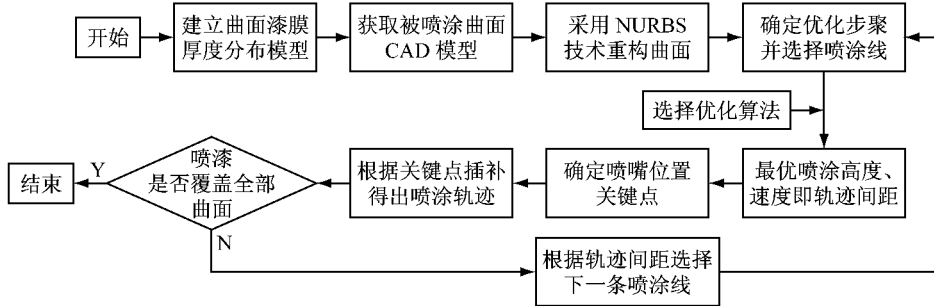 开始
建立曲面漆膜
厚度分布模型
获取被喷涂曲面
CAD 模型
采用 NURBS
技术重构曲面
确定优化步聚
并选择喷涂线
选择优化算法
最优喷涂高度、
速度即轨迹间距
确定喷嘴位置
关键点
根据关键点插补
得出喷涂轨迹
喷漆
是否覆盖全部
曲面
Y
结束
N
根据轨迹间距选择
下一条喷涂线